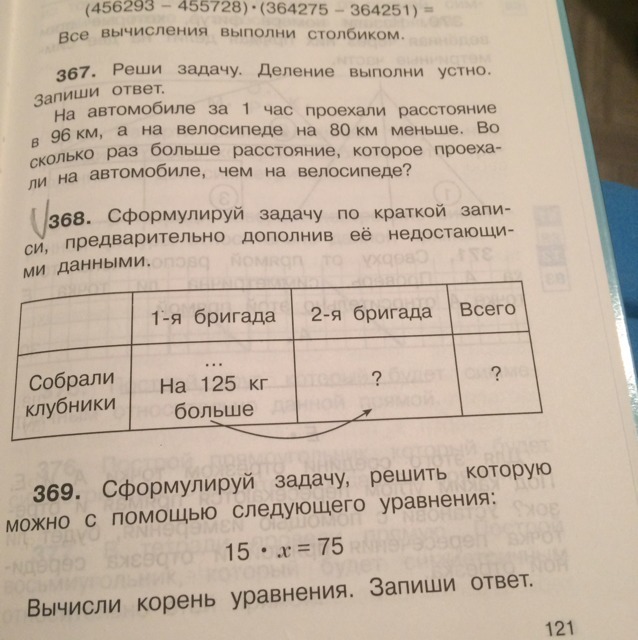 (456293 − 455728) · (364275 − 364251) =
Все вычисления выполни столбиком.
367. Реши задачу. Деление выполни устно.
Запиши ответ.
На автомобиле за 1 час проехали расстояние
в 96 км, а на велосипеде на 80 км меньше. Во
сколько раз больше расстояние, которое проеха-
ли на автомобиле, чем на велосипеде?
368. Сформулируй задачу по краткой запи-
си, предварительно дополнив её недостающи-
ми данными.
1-я бригада 2-я бригада Всего
Собрали клубники
...
На 125 кг
больше
?
?
369. Сформулируй задачу, решить которую
можно с помощью следующего уравнения:
15 · x = 75
Вычисли корень уравнения. Запиши ответ.
121